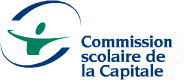 Commission
scolaire de
la Capitale